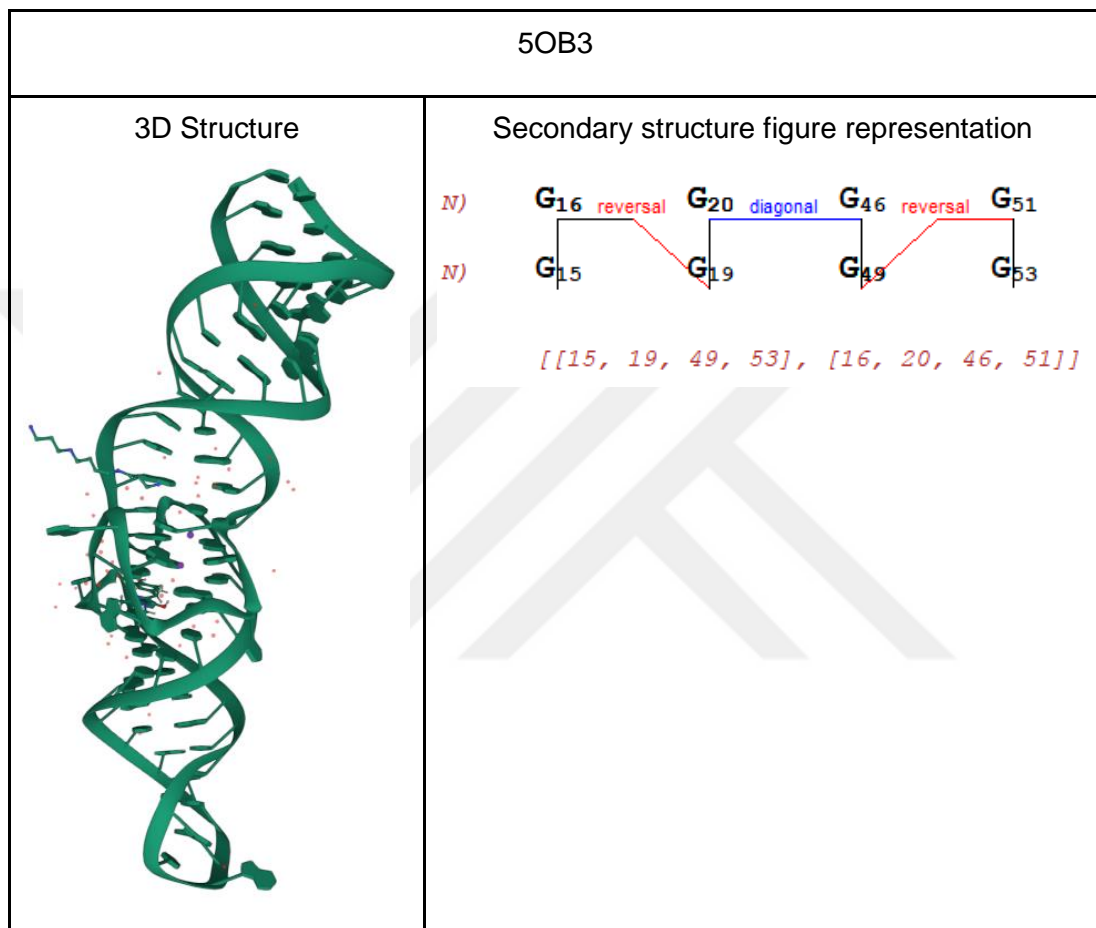 5OB3
3D Structure
Secondary structure figure representation
N) G16 reversal G20 diagonal G46 reversal G51
N) G15 G19 G49 G53
[[15, 19, 49, 53], [16, 20, 46, 51]]